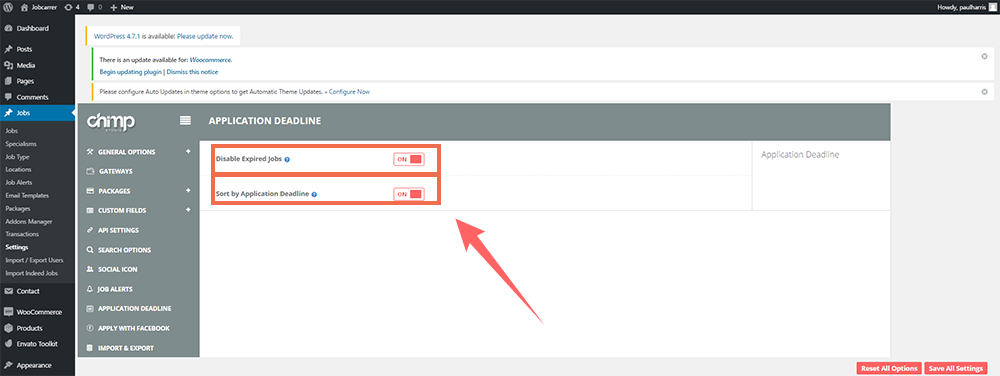 Jobcarrer 4 0 + New Howdy, paulharris
Dashboard
Posts
Media
Pages
Comments
Jobs
Jobs
Specialisms
Job Type
Locations
Job Alerts
Email Templates
Packages
Addons Manager
Transactions
Settings
Import / Export Users
Import Indeed Jobs
Contact
WooCommerce
Products
Envato Toolkit
Appearance
WordPress 4.7.1 is available! Please update now.
There is an update available for: Woocommerce.
Begin updating plugin | Dismiss this notice
Please configure Auto Updates in theme options to get Automatic Theme Updates. » Configure Now
chimp
APPLICATION DEADLINE
GENERAL OPTIONS +
GATEWAYS
PACKAGES +
CUSTOM FIELDS +
API SETTINGS
SEARCH OPTIONS
SOCIAL ICON
JOB ALERTS
APPLICATION DEADLINE
APPLY WITH FACEBOOK
IMPORT & EXPORT
Disable Expired Jobs ? ON
Sort by Application Deadline ? ON
Application Deadline
Reset All Options Save All Settings